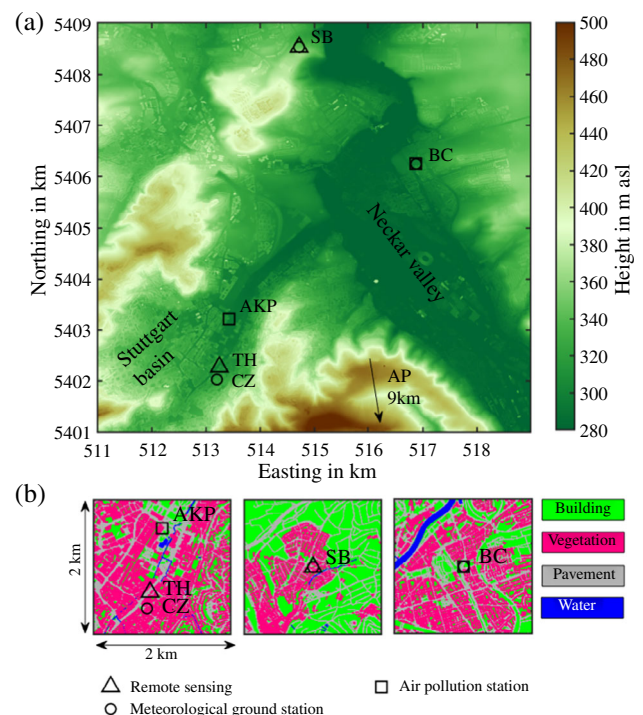 (a)
5409
5408
5407
5406
5405
5404
5403
5402
5401
Northing in km
511
512
513
514
515
516
517
518
Easting in km
SB
BC
Neckar valley
AKP
Stuttgart
basin
TH
CZ
AP
9km
500
480
460
440
420
400
380
360
340
320
300
280
Height in m asl
(b)
2 km
AKP
TH
CZ
SB
BC
Building
Vegetation
Pavement
Water
2 km
Remote sensing
Air pollution station
Meteorological ground station